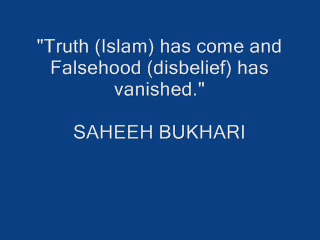 "Truth (Islam) has come and
Falsehood (disbelief) has
vanished."
SAHEEH BUKHARI